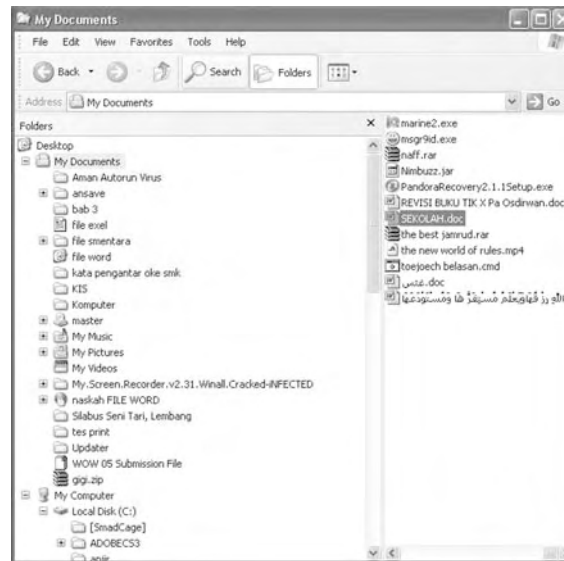 My Documents
File Edit View Favorites Tools Help
Back Search Folders
Address My Documents Go
Folders
Desktop
My Documents
Aman Autorun Virus
ansave
bab 3
file exel
file smentara
file word
kata pengantar oke smk
KIS
Komputer
master
My Music
My Pictures
My Videos
My.Screen.Recorder.v2.31.Winall.Cracked-iNFECTED
naskah FILE WORD
Silabus Seni Tari, Lembang
tes print
Updater
WOW 05 Submission File
gigi.zip
My Computer
Local Disk (C:)
[SmadCage]
ADOBECS3
marine2.exe
msgr9id.exe
naff.rar
Nimbuzz.jar
PandoraRecovery2.1.1Setup.exe
REVISI BUKU TIK X Pa Osdirwan.doc
SEKOLAH.doc
the best jamrud.rar
the new world of rules.mp4
toejoech belasan.cmd
.doc